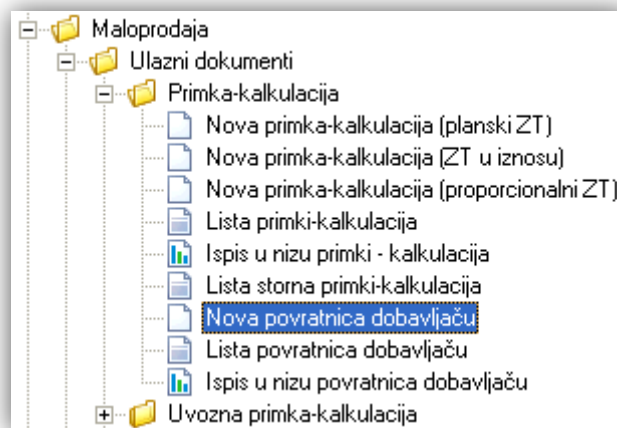 Maloprodaja
Ulazni dokumenti
Primka-kalkulacija
Nova primka-kalkulacija (planski ZT)
Nova primka-kalkulacija (ZT u iznosu)
Nova primka-kalkulacija (proporcionalni ZT)
Lista primki-kalkulacija
Ispis u nizu primki - kalkulacija
Lista storna primki-kalkulacija
Nova povratnica dobavljaču
Lista povratnica dobavljaču
Ispis u nizu povratnica dobavljaču
Uvozna primka-kalkulacija